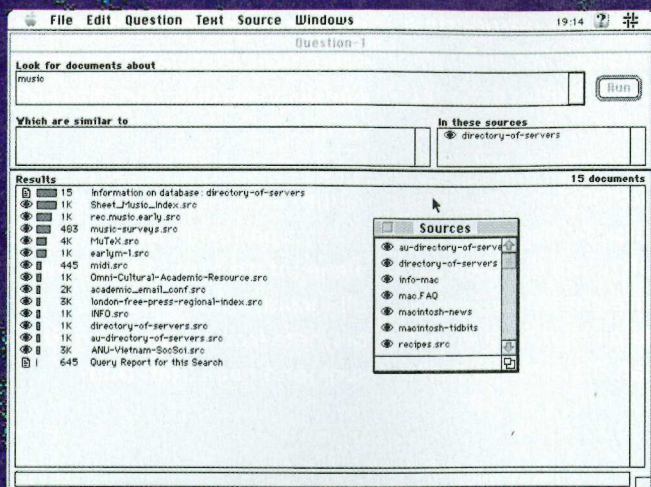 File Edit Question Text Source Windows 19:14
Question-1
Look for documents about
music
Run
Which are similar to
In these sources
directory-of-servers
Results 15 documents
15 Information on database: directory-of-servers
1K Sheet_Music_Index.src
1K rec.music.early.src
483 music-surveys.src
4K MuTeX.src
1K earlym-l.src
445 midi.src
1K Omni-Cultural-Academic-Resource.src
2K academic_email_conf.src
3K london-free-press-regional-index.src
1K INFO.src
1K directory-of-servers.src
1K au-directory-of-servers.src
3K ANU-Vietnam-SocSci.src
645 Query Report for this Search
Sources
au-directory-of-serve
directory-of-servers
info-mac
mac.FAQ
macintosh-news
macintosh-tidbits
recipes.src